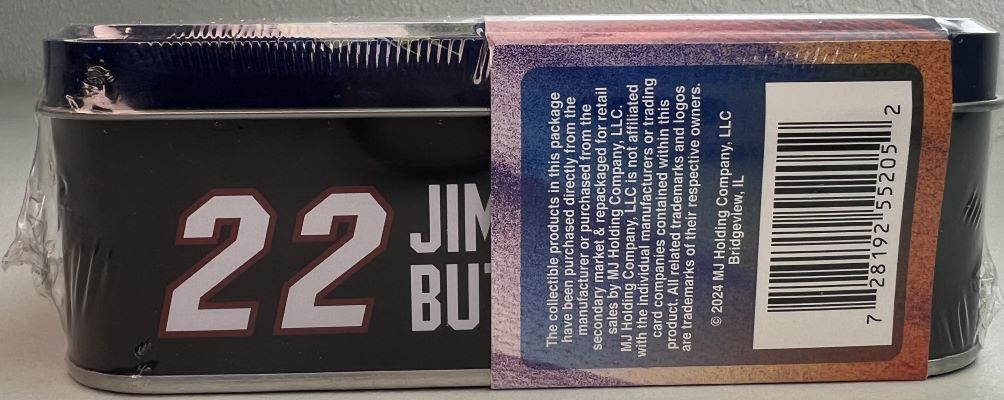 22
JIM
BUT
The collectible products in this package
have been purchased directly from the
manufacturer or purchased from the
secondary market & repackaged for retail
sales by MJ Holding Company, LLC.
MJ Holding Company, LLC is not affiliated
with the individual manufacturers or trading
card companies contained within this
product. All related trademarks and logos
are trademarks of their respective owners.
© 2024 MJ Holding Company, LLC
Bridgeview, IL
7 28192 55205 2